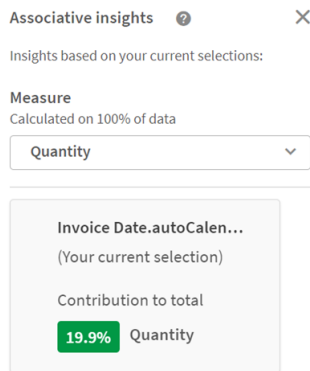 Associative insights ?
Insights based on your current selections:
Measure
Calculated on 100% of data
Quantity
Invoice Date.autoCalen...
(Your current selection)
Contribution to total
19.9% Quantity